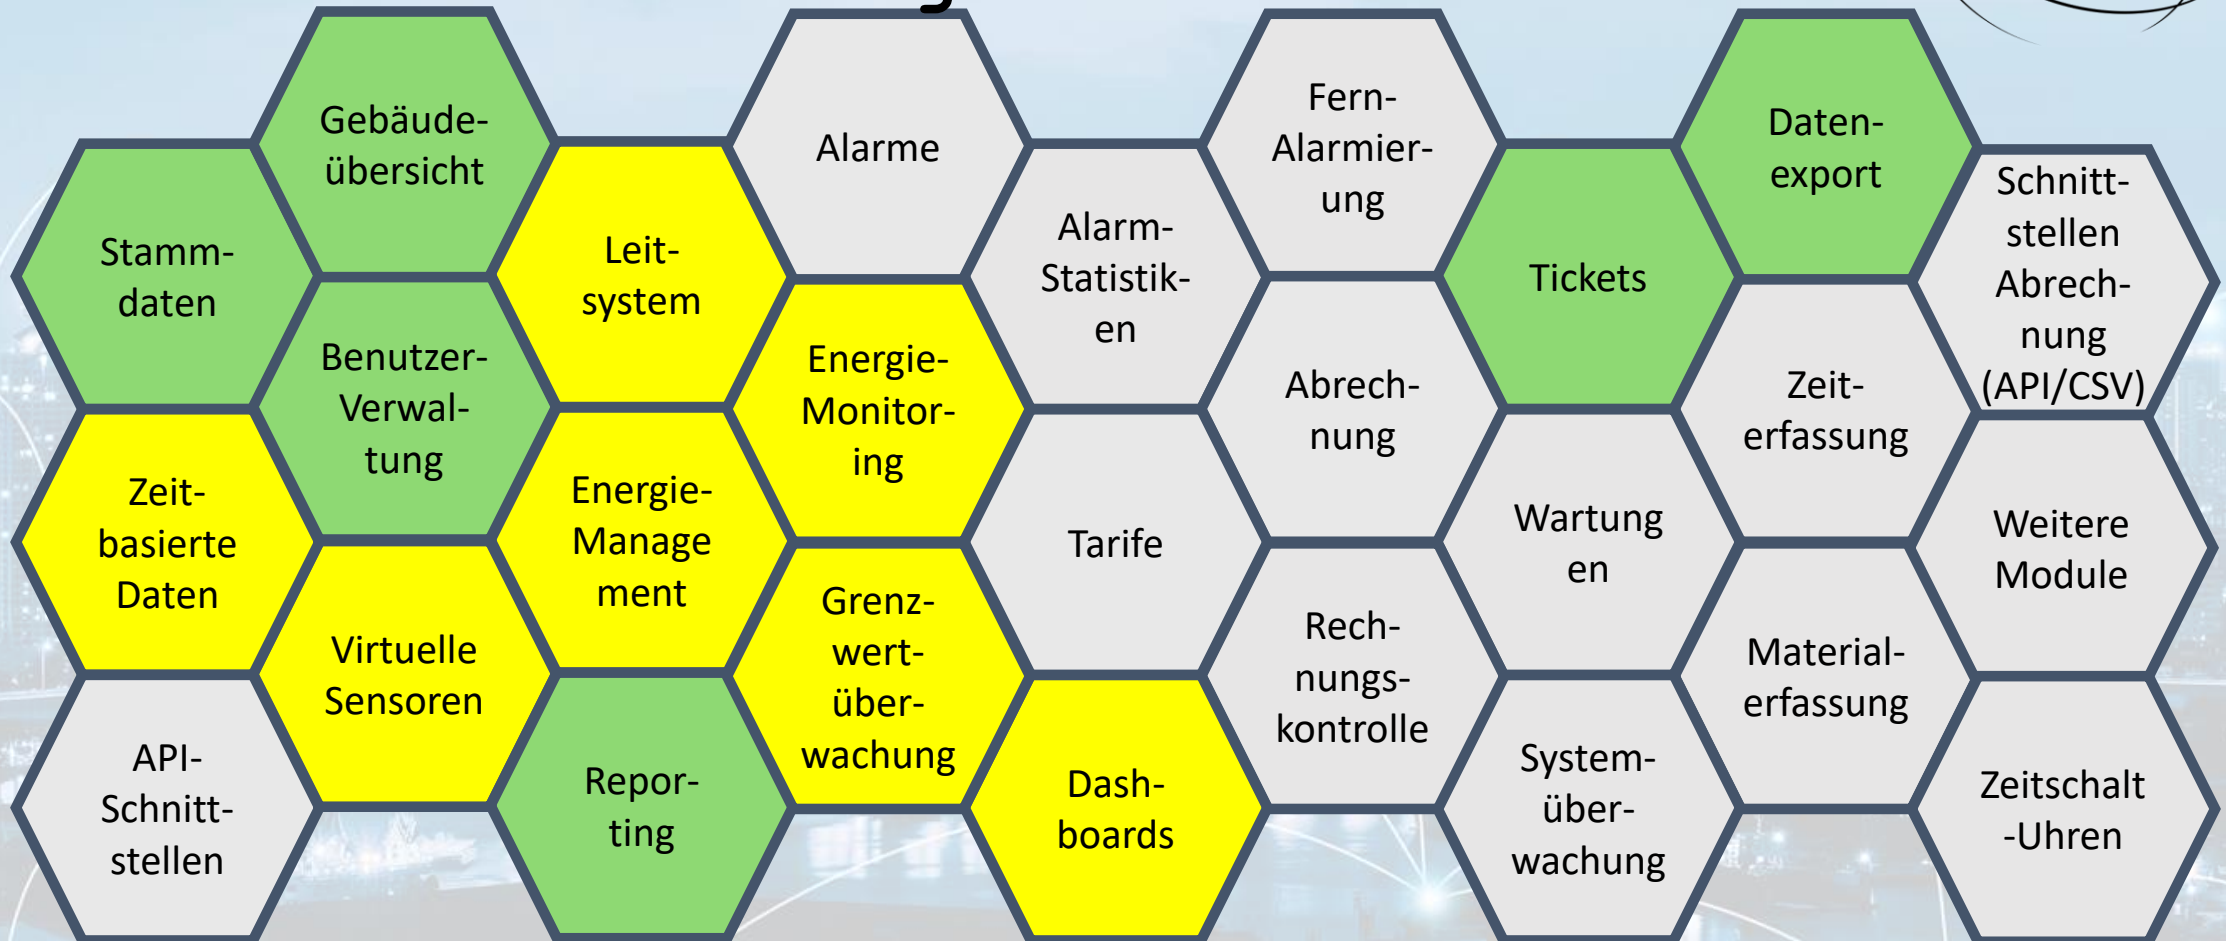 Gebäude-
übersicht
Alarme
Fern-
Alarmier-
ung
Daten-
export
Stamm-
daten
Leit-
system
Alarm-
Statistik-
en
Tickets
Schnitt-
stellen
Abrech-
nung
(API/CSV)
Benutzer-
Verwal-
tung
Energie-
Monitor-
ing
Abrech-
nung
Zeit-
erfassung
Zeit-
basierte
Daten
Energie-
Manage
ment
Tarife
Wartung
en
Weitere
Module
Virtuelle
Sensoren
Grenz-
wert-
über-
wachung
Rech-
nungs-
kontrolle
Material-
erfassung
API-
Schnitt-
stellen
Repor-
ting
Dash-
boards
System-
über-
wachung
Zeitschalt
-Uhren